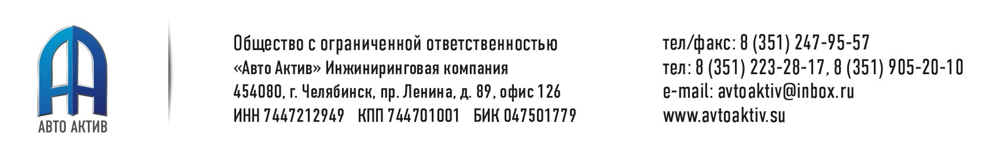 АВТО АКТИВ
Общество с ограниченной ответственностью
«Авто Актив» Инжиниринговая компания
454080, г. Челябинск, пр. Ленина, д. 89, офис 126
ИНН 7447212949 КПП 744701001 БИК 047501779
тел/факс: 8 (351) 247-95-57
тел: 8 (351) 223-28-17, 8 (351) 905-20-10
e-mail: avtoaktiv@inbox.ru
www.avtoaktiv.su